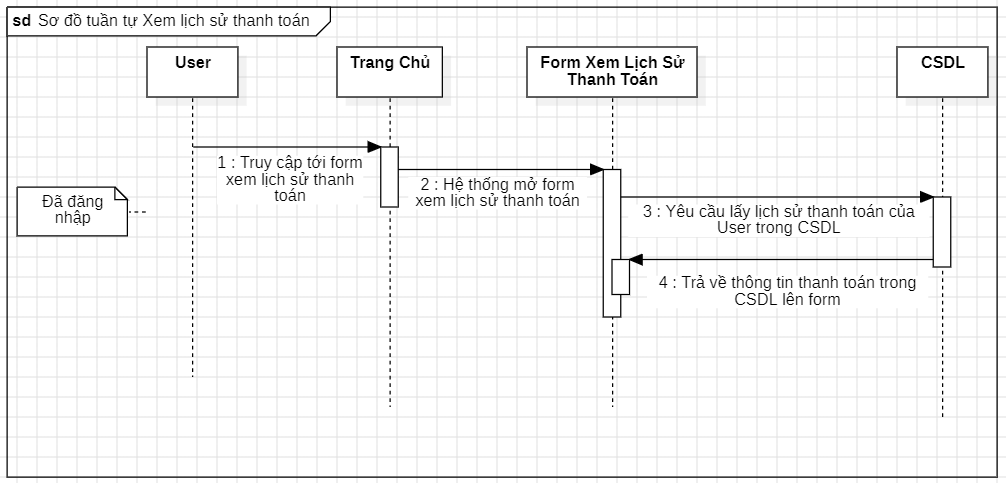 sd Sơ đồ tuần tự Xem lịch sử thanh toán
User
Trang Chủ
Form Xem Lịch Sử
Thanh Toán
CSDL
1 : Truy cập tới form
xem lịch sử thanh
toán
2 : Hệ thống mở form
xem lịch sử thanh toán
Đã đăng
nhập
3 : Yêu cầu lấy lịch sử thanh toán của
User trong CSDL
4 : Trả về thông tin thanh toán trong
CSDL lên form